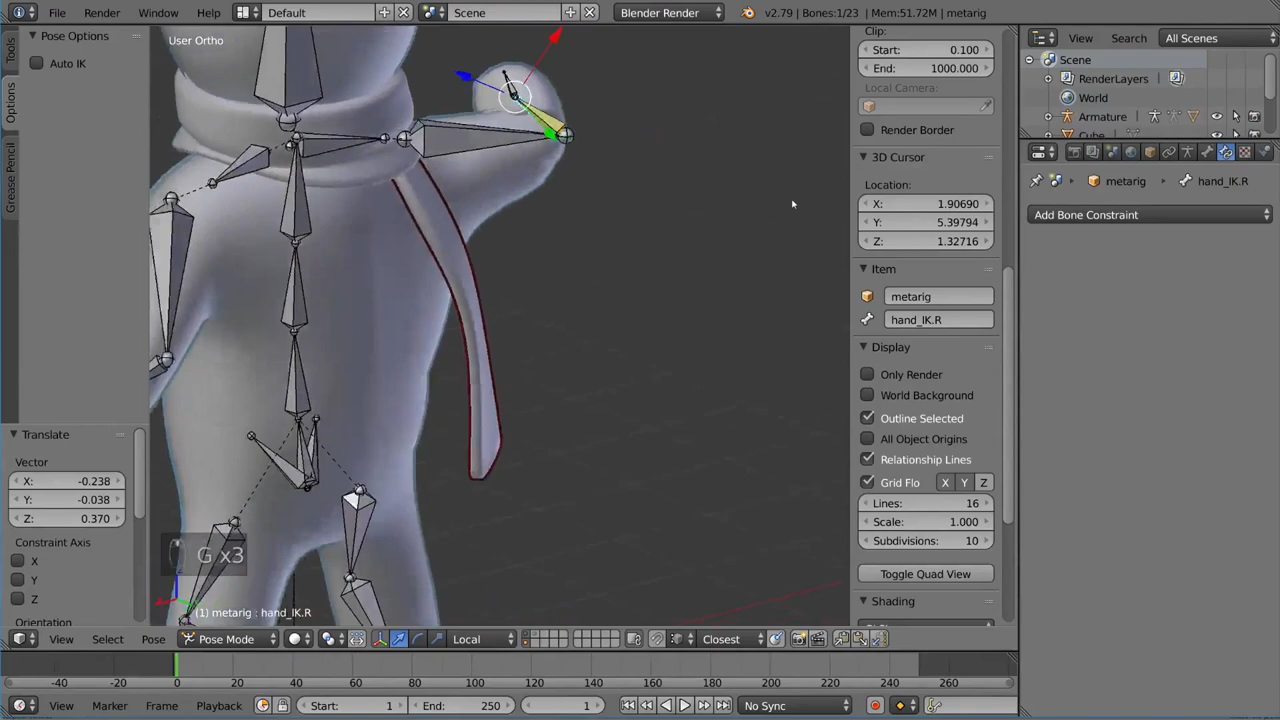 File Render Window Help Default Scene Blender Render v2.79 | Bones:1/23 | Mem:51.72M | metarig
Tools
Options
Grease Pencil
Pose Options
Auto IK
Translate
Vector
X: -0.238
Y: -0.038
Z: 0.370
Constraint Axis
X
Y
Z
Orientation
User Ortho
G x3
(1) metarig : hand_IK.R
Clip:
Start: 0.100
End: 1000.000
Local Camera:
Render Border
3D Cursor
Location:
X: 1.90690
Y: 5.39794
Z: 1.32716
Item
metarig
hand_IK.R
Display
Only Render
World Background
Outline Selected
All Object Origins
Relationship Lines
Grid Flo X Y Z
Lines: 16
Scale: 1.000
Subdivisions: 10
Toggle Quad View
Shading
View Search All Scenes
Scene
RenderLayers
World
Armature
Cube
metarig hand_IK.R
Add Bone Constraint
View Select Pose Pose Mode Local Closest
-40 -20 0 20 40 60 80 100 120 140 160 180 200 220 240 260
View Marker Frame Playback Start: 1 End: 250 1 No Sync